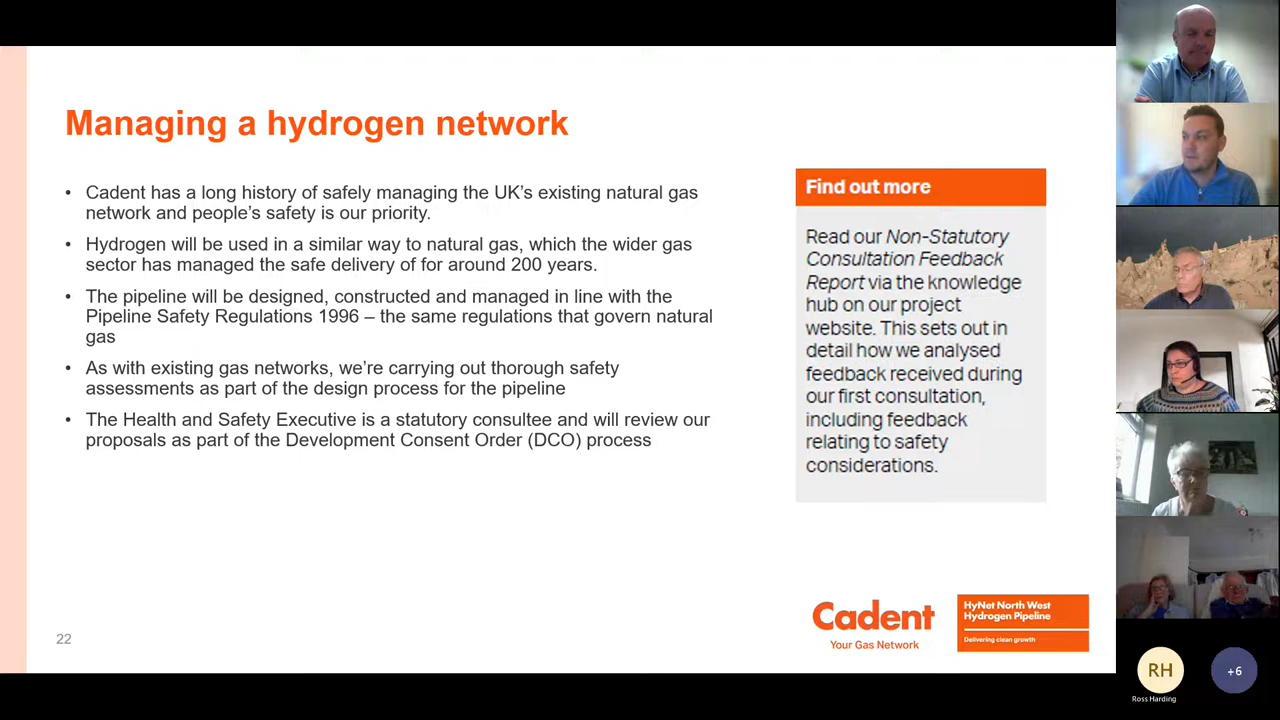 Managing a hydrogen network
• Cadent has a long history of safely managing the UK's existing natural gas
network and people's safety is our priority.
• Hydrogen will be used in a similar way to natural gas, which the wider gas
sector has managed the safe delivery of for around 200 years.
• The pipeline will be designed, constructed and managed in line with the
Pipeline Safety Regulations 1996 – the same regulations that govern natural
gas
• As with existing gas networks, we're carrying out thorough safety
assessments as part of the design process for the pipeline
• The Health and Safety Executive is a statutory consultee and will review our
proposals as part of the Development Consent Order (DCO) process
Find out more
Read our Non-Statutory
Consultation Feedback
Report via the knowledge
hub on our project
website. This sets out in
detail how we analysed
feedback received during
our first consultation,
including feedback
relating to safety
considerations.
22
Cadent
Your Gas Network
HyNet North West
Hydrogen Pipeline
Delivering clean growth
RH
Ross Harding
+6